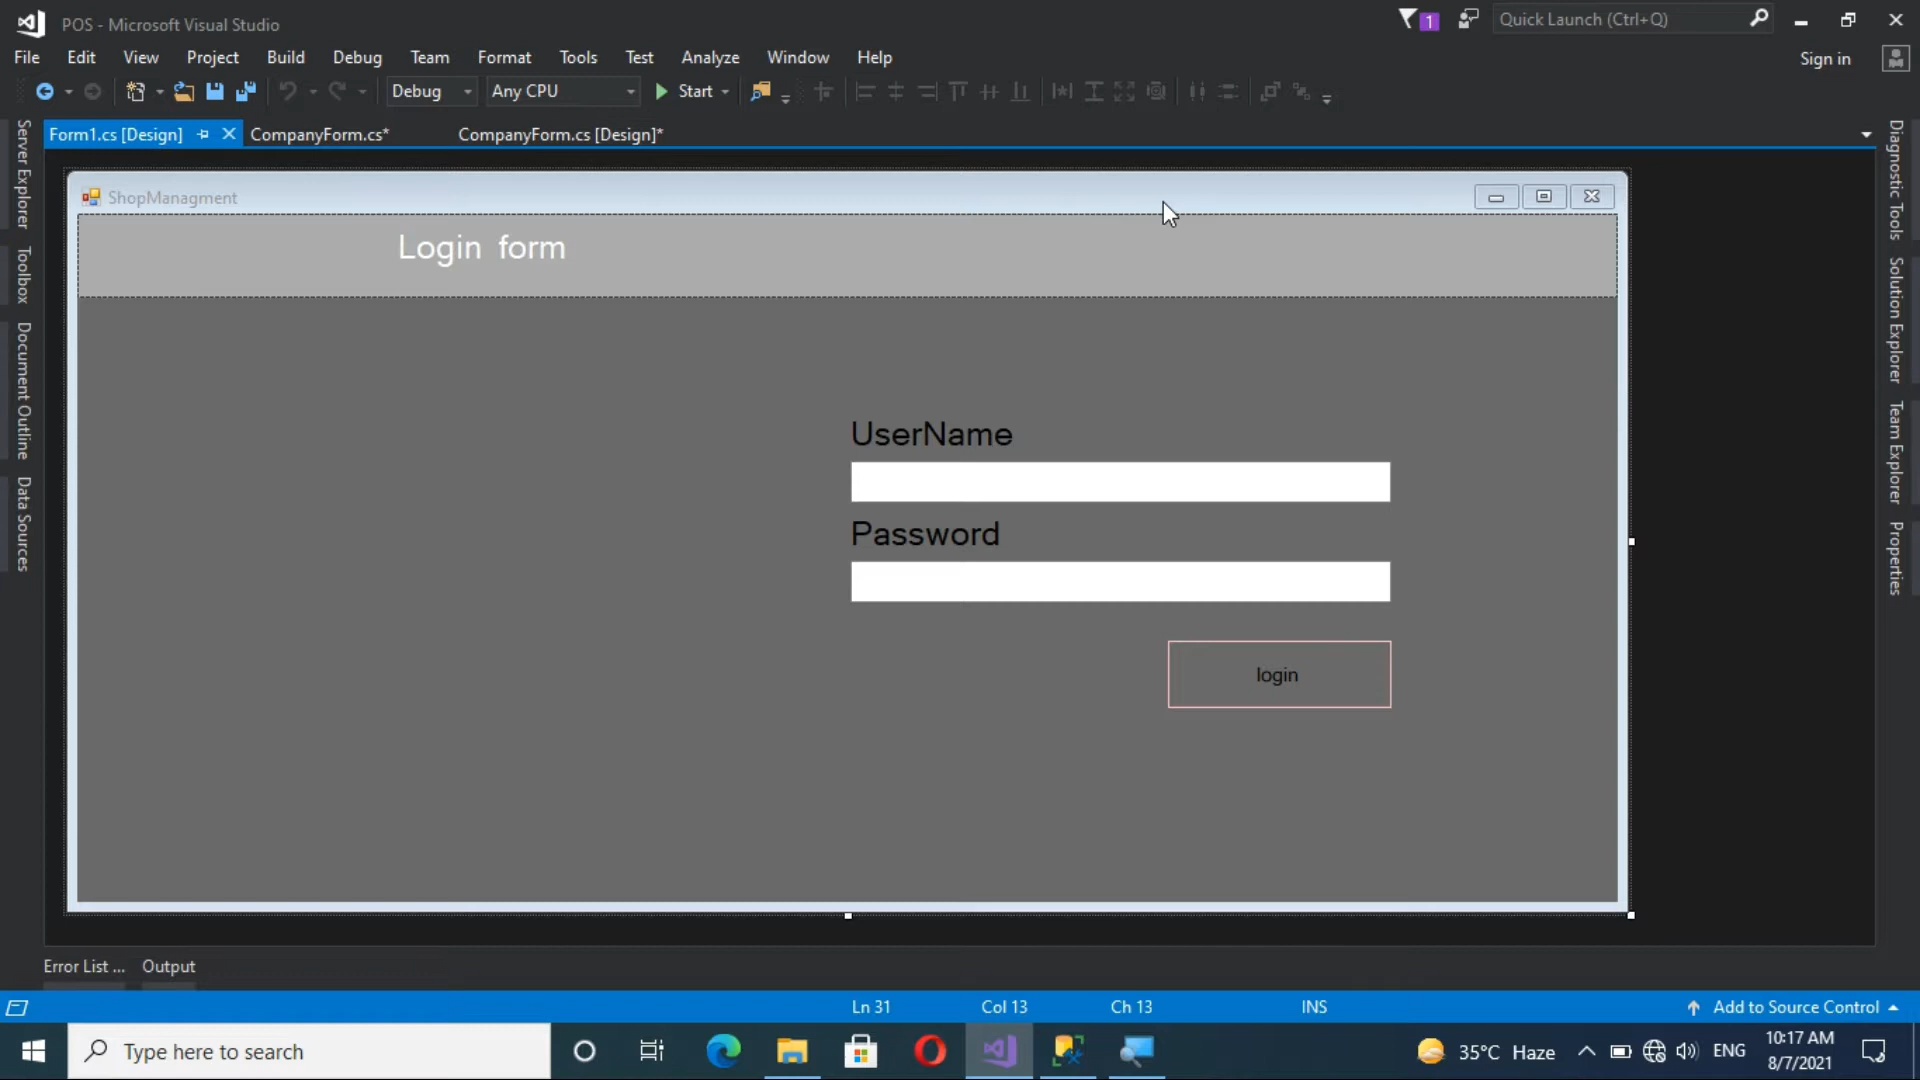 POS - Microsoft Visual Studio
1
Quick Launch (Ctrl+Q)
File Edit View Project Build Debug Team Format Tools Test Analyze Window Help
Sign in
Debug Any CPU Start
Form1.cs [Design] CompanyForm.cs* CompanyForm.cs [Design]*
Server Explorer
Toolbox
Document Outline
Data Sources
ShopManagment
Login form
UserName
Password
login
Diagnostic Tools
Solution Explorer
Team Explorer
Properties
Error List ... Output
Ln 31 Col 13 Ch 13 INS Add to Source Control
Type here to search
35°C Haze
ENG
10:17 AM
8/7/2021